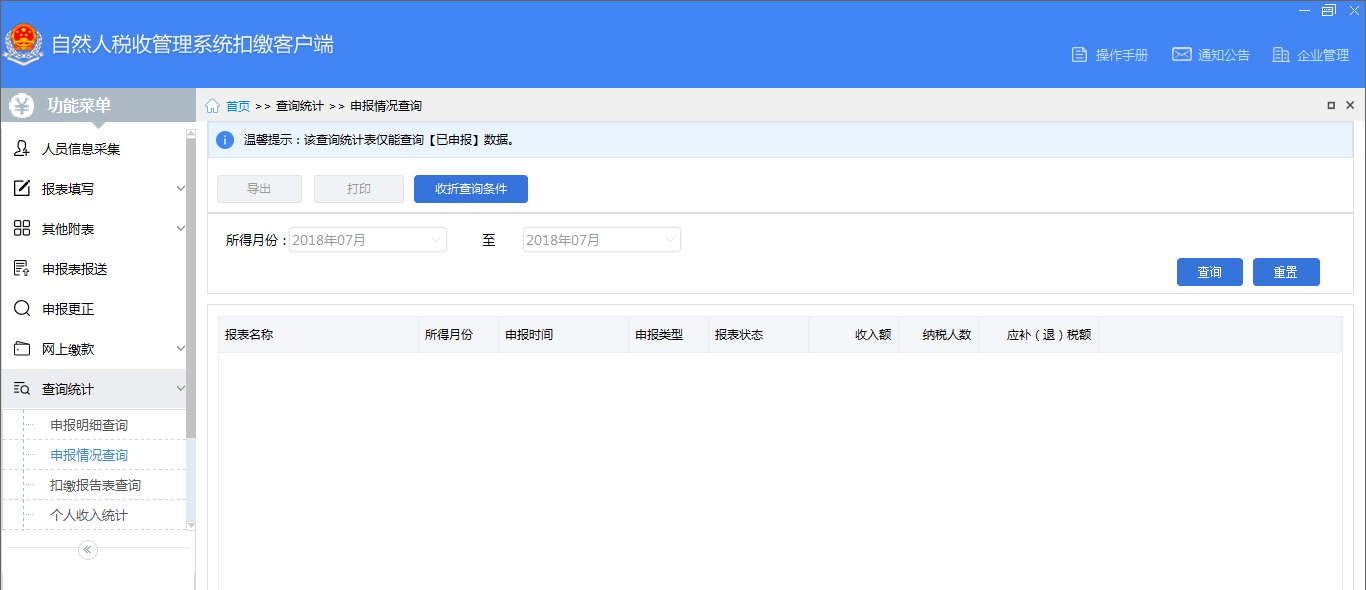 自然人税收管理系统扣缴客户端
操作手册 通知公告 企业管理
功能菜单
人员信息采集
报表填写
其他附表
申报表报送
申报更正
网上缴款
查询统计
申报明细查询
申报情况查询
扣缴报告表查询
个人收入统计
首页 >> 查询统计 >> 申报情况查询
温馨提示：该查询统计表仅能查询【已申报】数据。
导出 打印 收折查询条件
所得月份： 2018年07月 至 2018年07月
查询 重置
报表名称 所得月份 申报时间 申报类型 报表状态 收入额 纳税人数 应补（退）税额